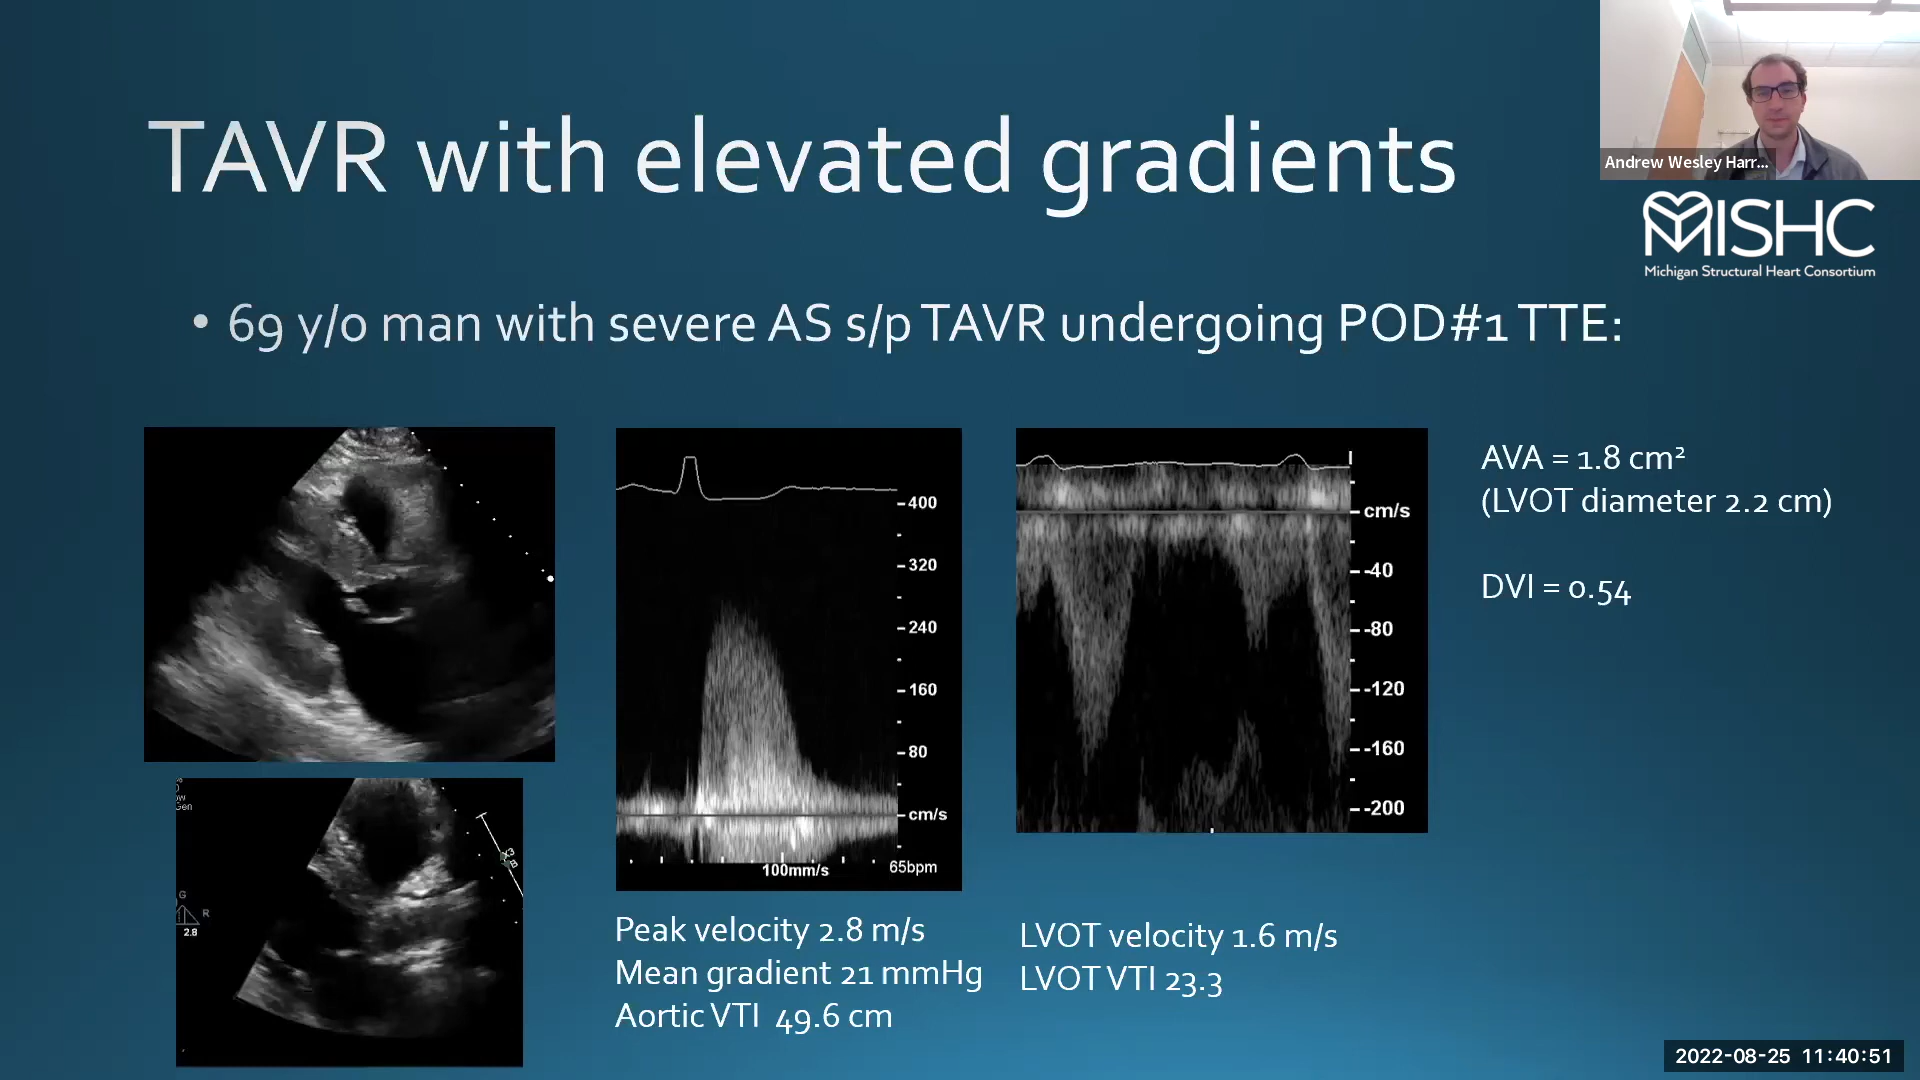 TAVR with elevated gradients
Andrew Wesley Harr...
MISHC
Michigan Structural Heart Consortium
• 69 y/o man with severe AS s/p TAVR undergoing POD#1 TTE:
400
320
240
160
80
cm/s
100mm/s
65bpm
cm/s
-40
-80
-120
-160
-200
AVA = 1.8 cm²
(LVOT diameter 2.2 cm)
DVI = 0.54
Gen
G
R
2.8
Peak velocity 2.8 m/s
Mean gradient 21 mmHg
Aortic VTI 49.6 cm
LVOT velocity 1.6 m/s
LVOT VTI 23.3
2022-08-25 11:40:51